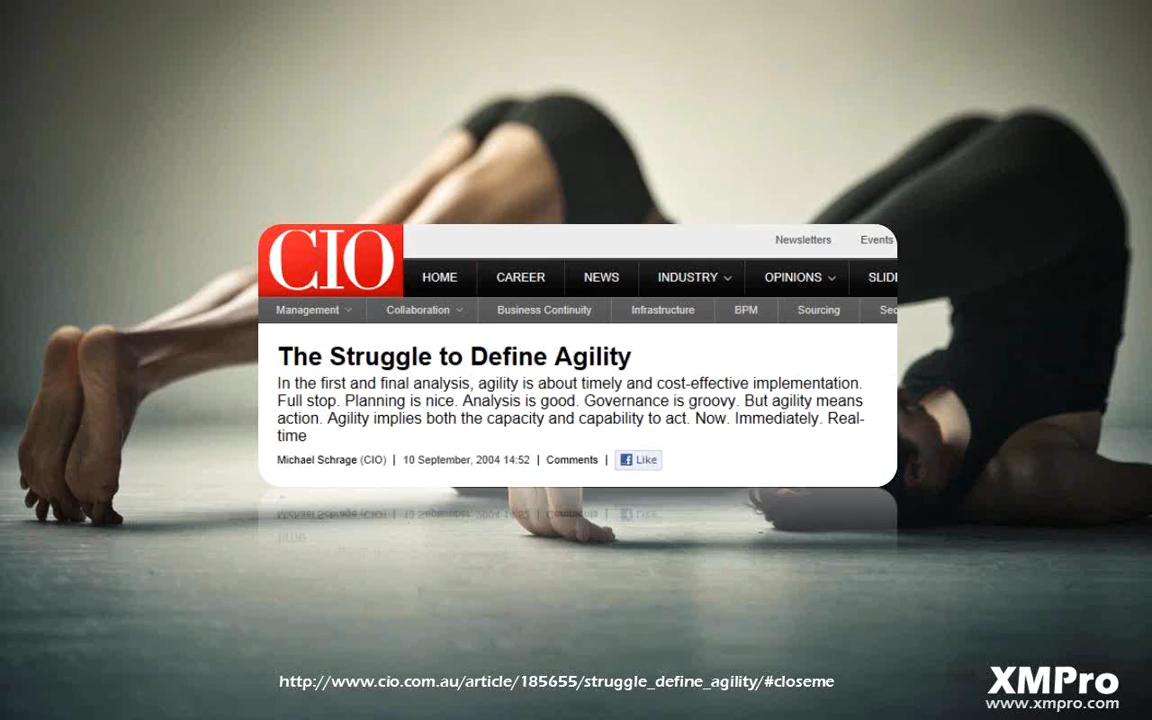 CIO
Newsletters Events
HOME CAREER NEWS INDUSTRY OPINIONS SLIDE
Management Collaboration Business Continuity Infrastructure BPM Sourcing Sec
The Struggle to Define Agility
In the first and final analysis, agility is about timely and cost-effective implementation.
Full stop. Planning is nice. Analysis is good. Governance is groovy. But agility means
action. Agility implies both the capacity and capability to act. Now. Immediately. Real-
time
Michael Schrage (CIO) | 10 September, 2004 14:52 | Comments | Like
http://www.cio.com.au/article/185655/struggle_define_agility/#closeme
XMPro
www.xmpro.com